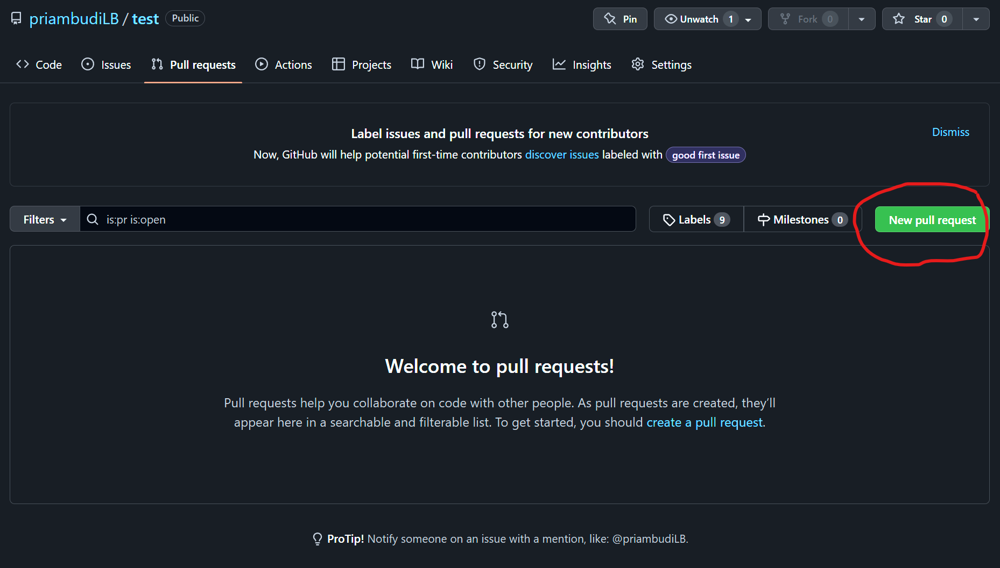 priambudiLB / test Public Pin Unwatch 1 Fork 0 Star 0
Code Issues Pull requests Actions Projects Wiki Security Insights Settings
Label issues and pull requests for new contributors
Dismiss
Now, GitHub will help potential first-time contributors discover issues labeled with good first issue
Filters is:pr is:open Labels 9 Milestones 0 New pull request
Welcome to pull requests!
Pull requests help you collaborate on code with other people. As pull requests are created, they’ll
appear here in a searchable and filterable list. To get started, you should create a pull request.
ProTip! Notify someone on an issue with a mention, like: @priambudiLB.